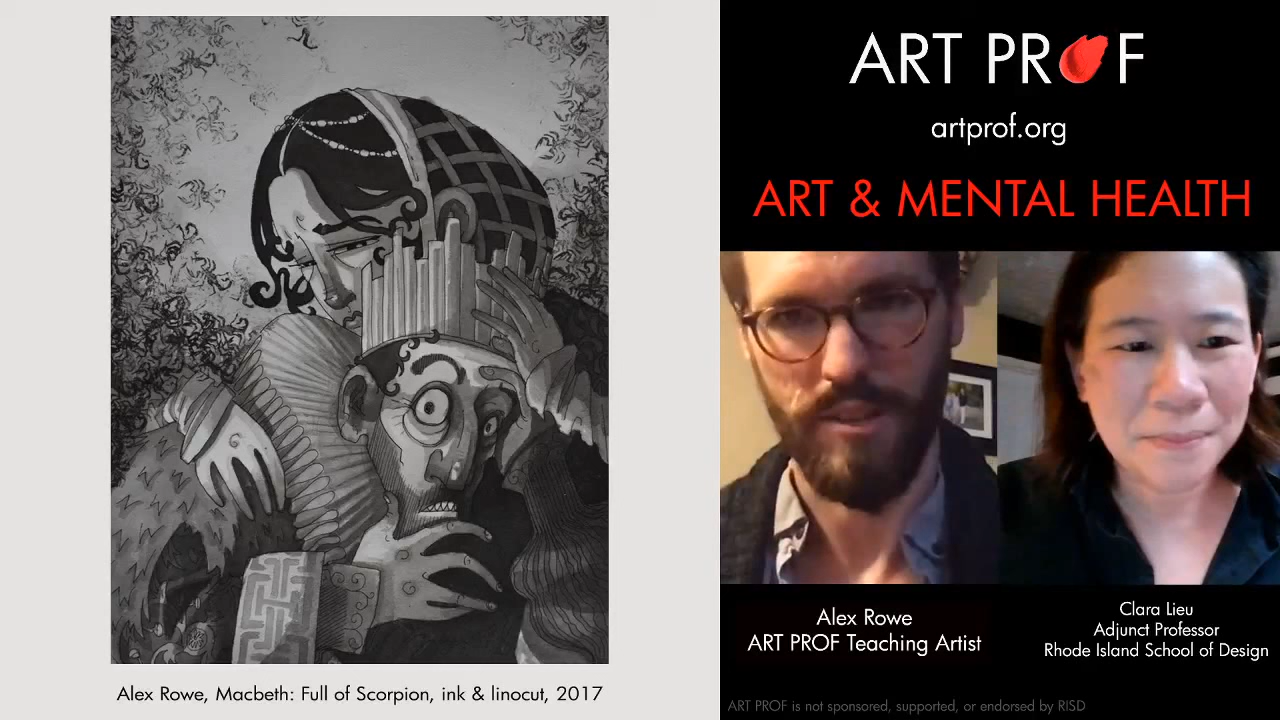 ART PROF
artprof.org
ART & MENTAL HEALTH
Alex Rowe
ART PROF Teaching Artist
Clara Lieu
Adjunct Professor
Rhode Island School of Design
Alex Rowe, Macbeth: Full of Scorpion, ink & linocut, 2017
ART PROF is not sponsored, supported, or endorsed by RISD